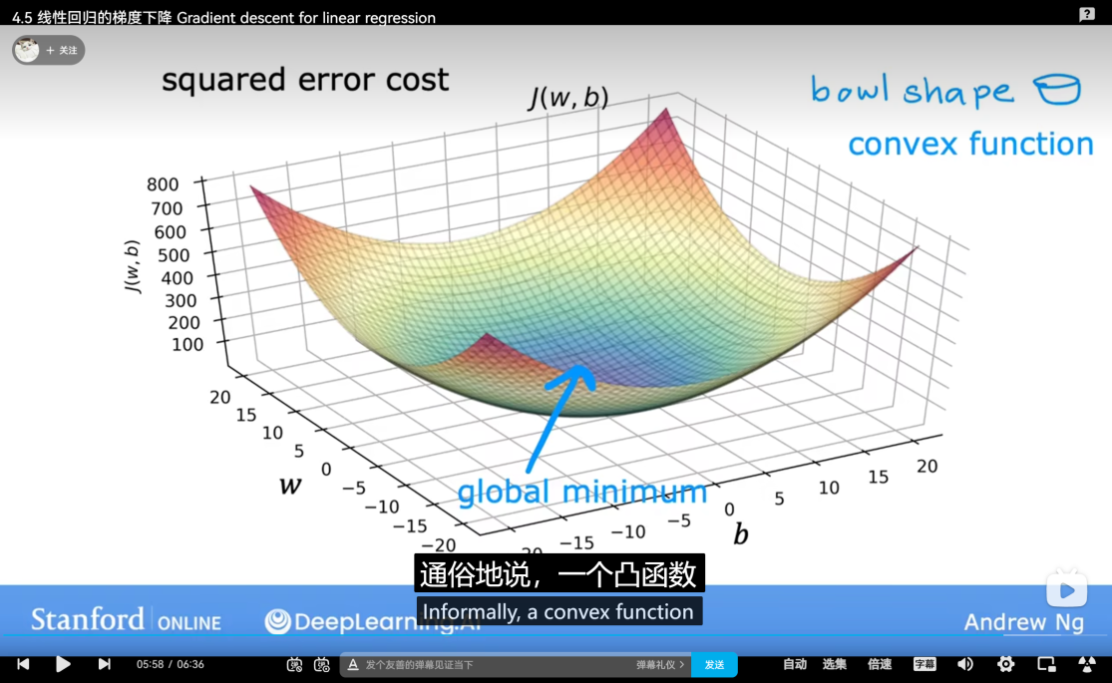 4.5 线性回归的梯度下降 Gradient descent for linear regression
+ 关注
squared error cost
J(w, b)
bowl shape
convex function
800
700
600
500
400
300
200
100
J(w, b)
20
15
10
5
0
−5
−10
−15
−20
w
global minimum
−15
−10
−5
0
5
10
15
20
b
通俗地说，一个凸函数
Informally, a convex function
Stanford ONLINE
DeepLearning.AI
Andrew Ng
05:58 / 06:36
发个友善的弹幕见证当下
弹幕礼仪 >
发送
自动
选集
倍速
字幕